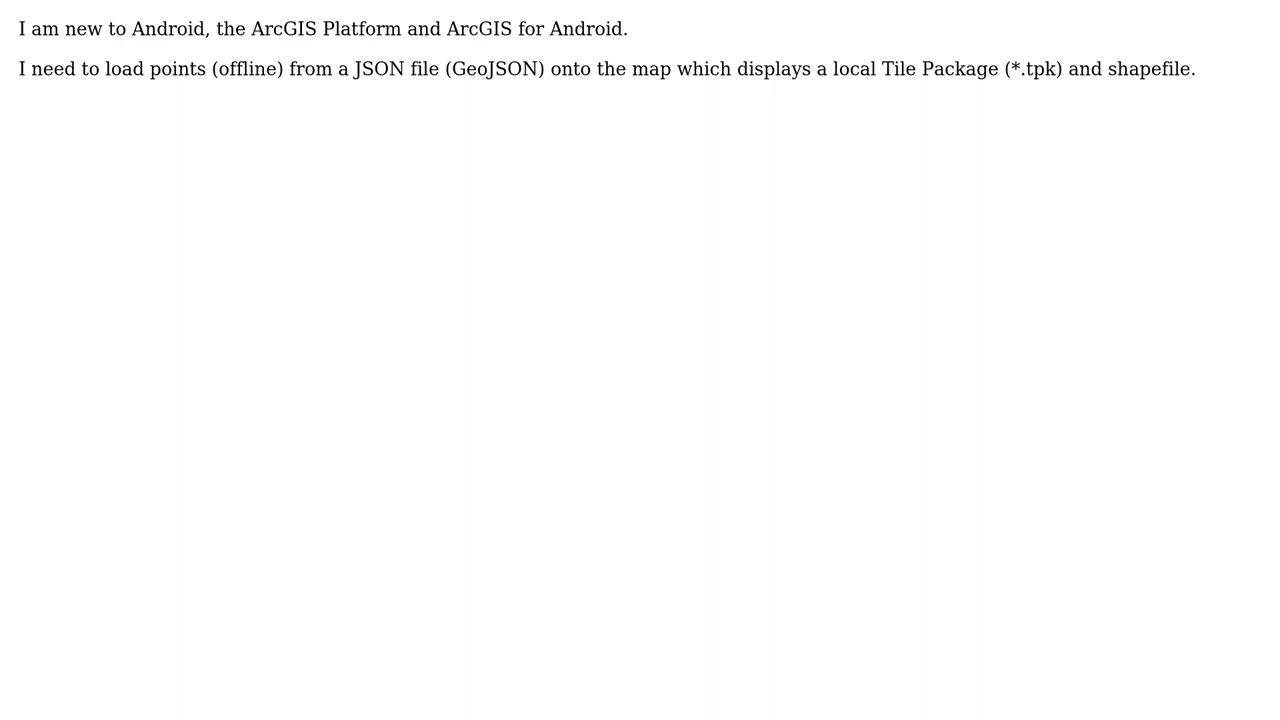 I am new to Android, the ArcGIS Platform and ArcGIS for Android.
I need to load points (offline) from a JSON file (GeoJSON) onto the map which displays a local Tile Package (*.tpk) and shapefile.